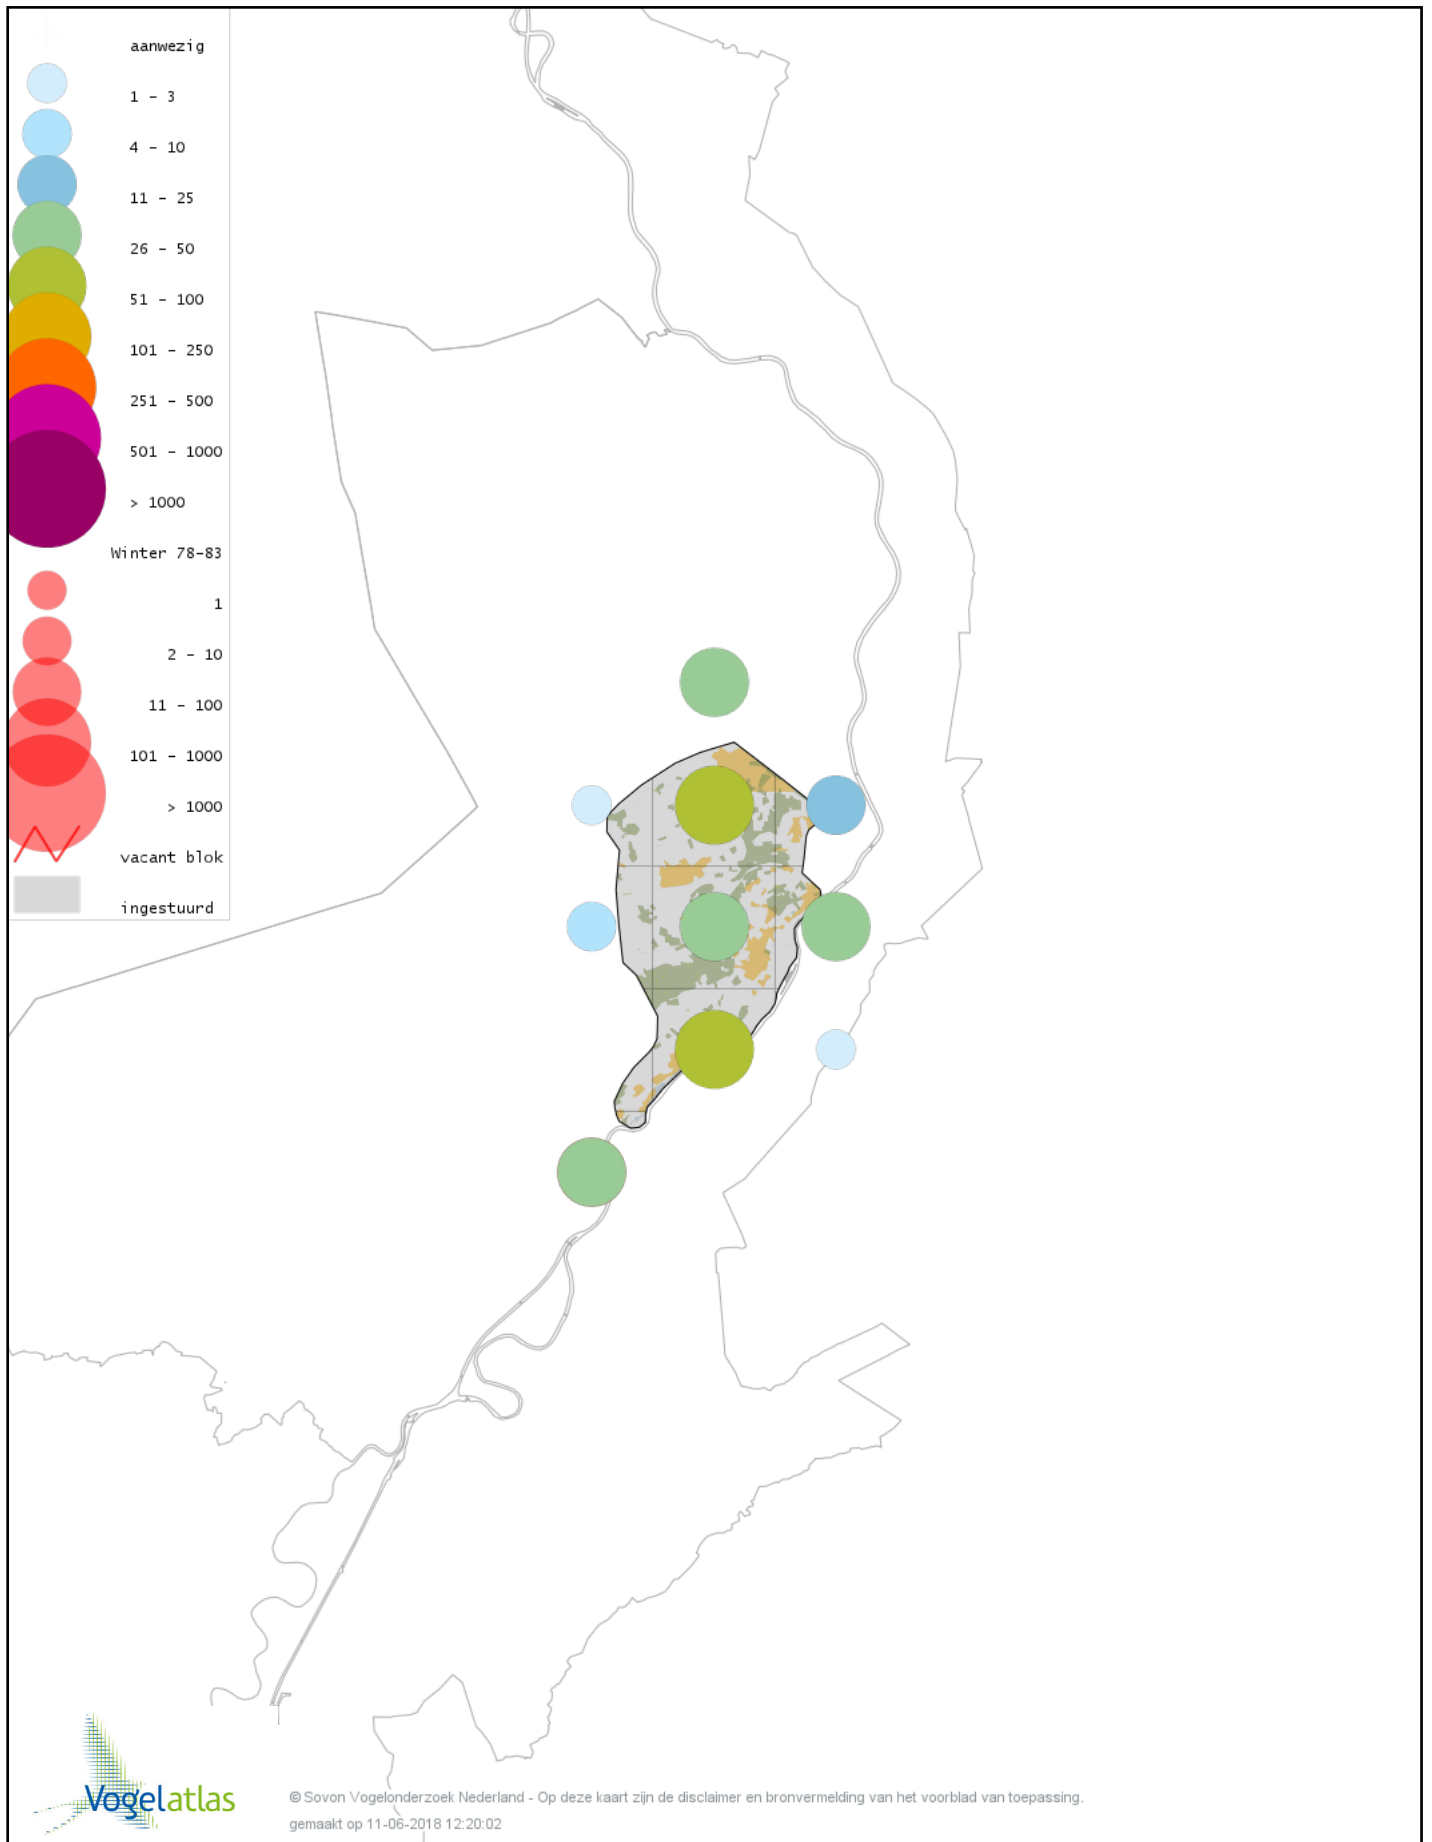 aanwezig
1 - 3
4 - 10
11 - 25
26 - 50
51 - 100
101 - 250
251 - 500
501 - 1000
> 1000
Winter 78-83
1
2 - 10
11 - 100
101 - 1000
> 1000
vacant blok
ingestuurd
Vogelatlas
© Sovon Vogelonderzoek Nederland - Op deze kaart zijn de disclaimer en bronvermelding van het voorblad van toepassing.
gemaakt op 11-06-2018 12:20:02